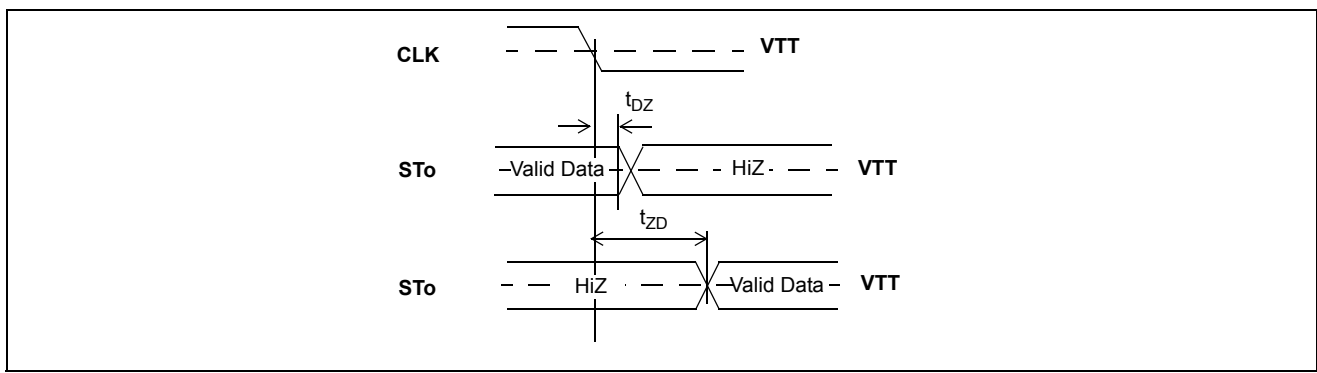 CLK VTT
tDZ
STo Valid Data HiZ VTT
tZD
STo HiZ Valid Data VTT